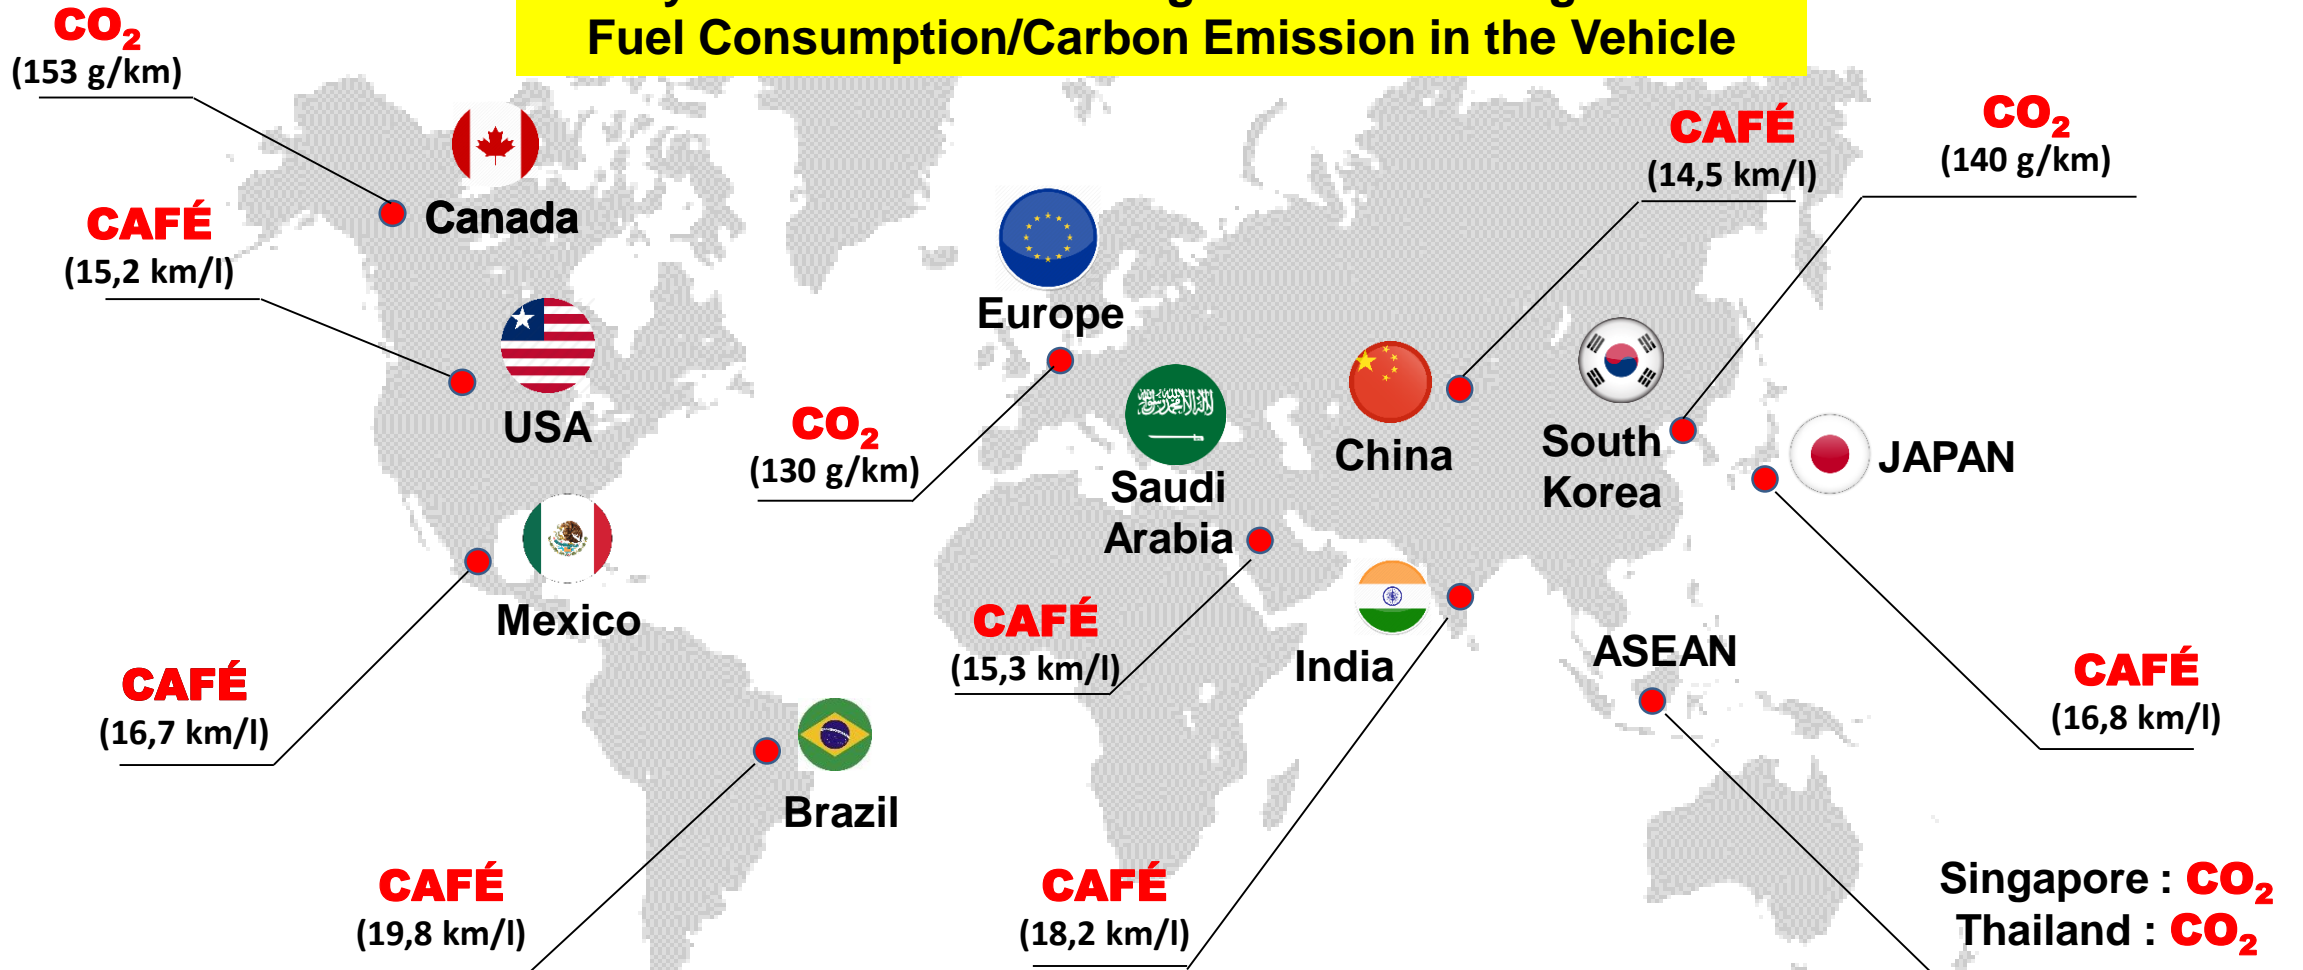 Fuel Consumption/Carbon Emission in the Vehicle
CO₂
(153 g/km)
Canada
CAFÉ
(15,2 km/l)
USA
Mexico
CAFÉ
(16,7 km/l)
Brazil
CAFÉ
(19,8 km/l)
Europe
CO₂
(130 g/km)
Saudi
Arabia
CAFÉ
(15,3 km/l)
China
CAFÉ
(14,5 km/l)
South
Korea
CO₂
(140 g/km)
JAPAN
CAFÉ
(16,8 km/l)
India
CAFÉ
(18,2 km/l)
ASEAN
Singapore : CO₂
Thailand : CO₂